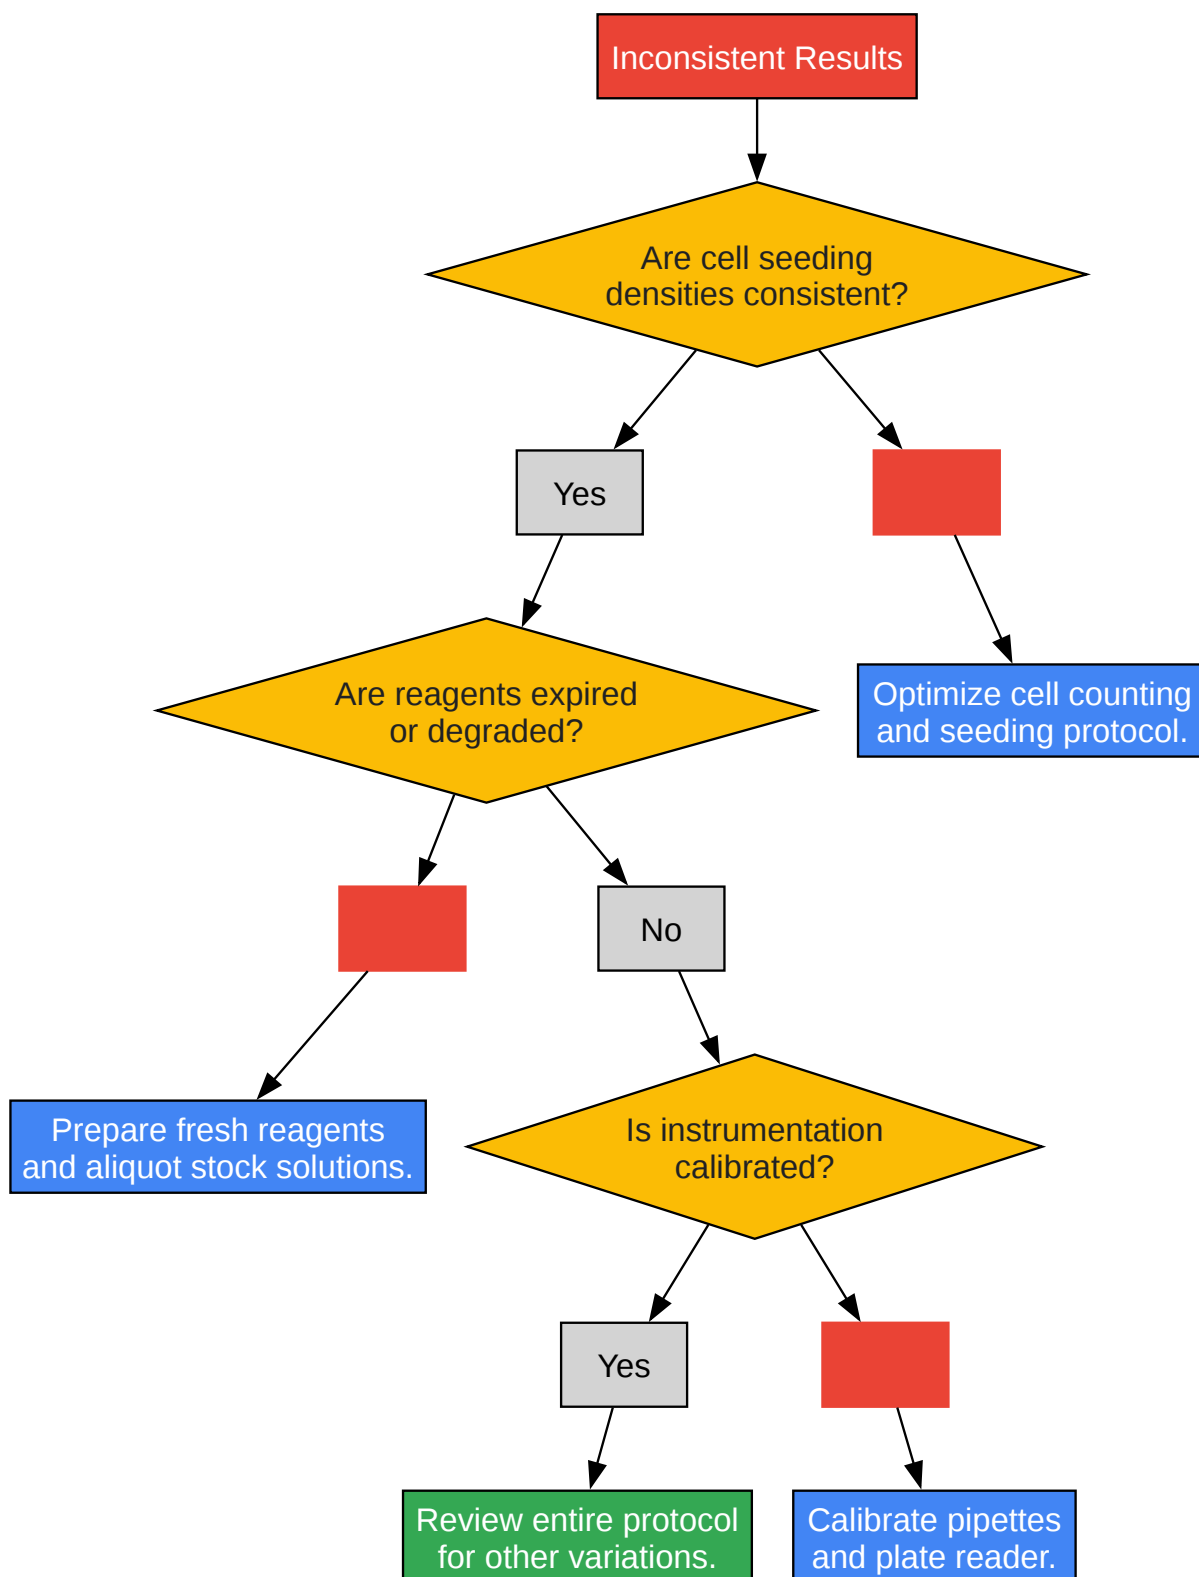 Inconsistent Results
Are cell seeding
densities consistent?
Yes
Are reagents expired
or degraded?
Optimize cell counting
and seeding protocol.
No
Prepare fresh reagents
and aliquot stock solutions.
Is instrumentation
calibrated?
Yes
Review entire protocol
for other variations.
Calibrate pipettes
and plate reader.